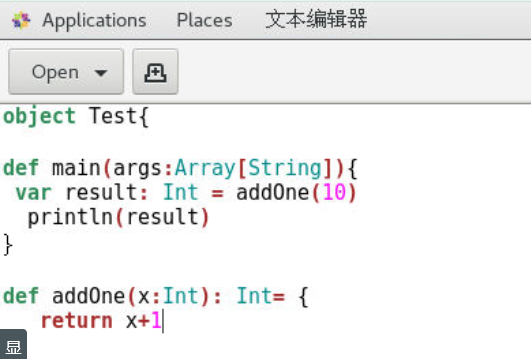 Applications Places 文本编辑器
Open
object Test{
def main(args:Array[String]){
var result: Int = addOne(10)
println(result)
}
def addOne(x:Int): Int= {
return x+1
显